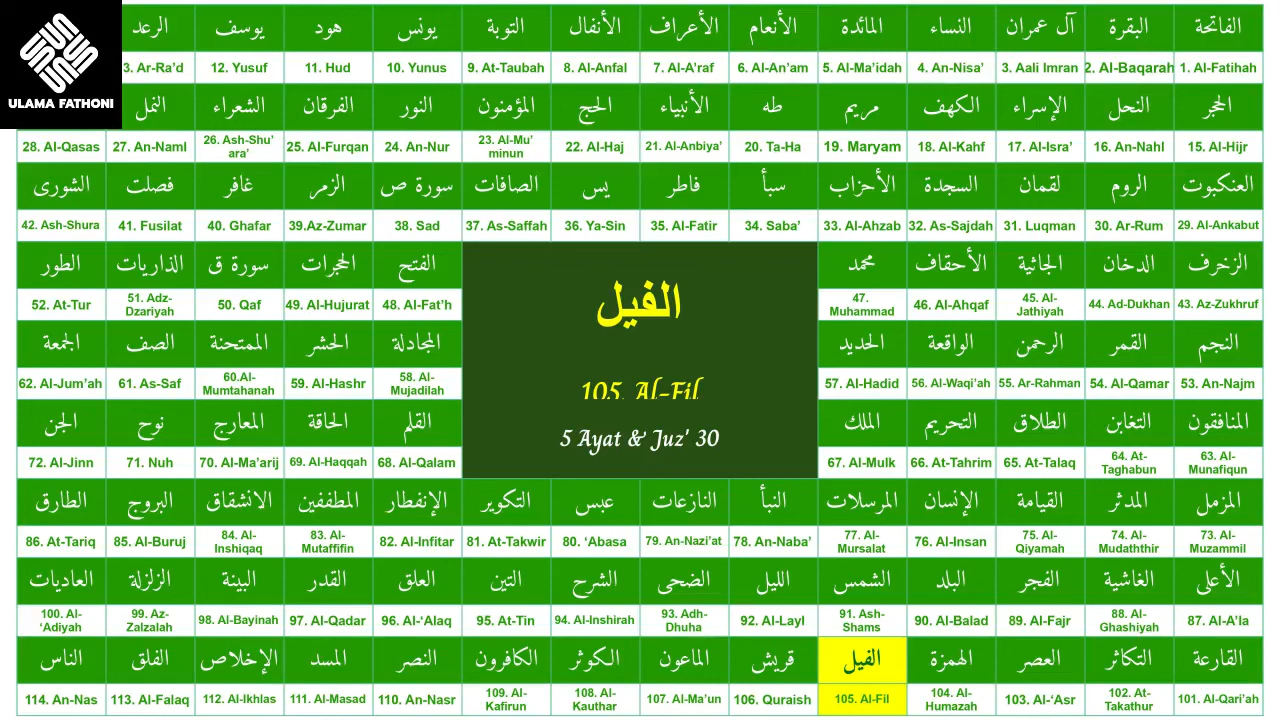 الفاتحة البقرة آل عمران النساء المائدة الأنعام الأعراف الأنفال التوبة يونس هود يوسف الرعد
1. Al-Fatihah 2. Al-Baqarah 3. Aali Imran 4. An-Nisa’ 5. Al-Ma’idah 6. Al-An’am 7. Al-A’raf 8. Al-Anfal 9. At-Taubah 10. Yunus 11. Hud 12. Yusuf 3. Ar-Ra’d
ULAMA FATHONI
الحجر النحل الإسراء الكهف مريم طه الأنبياء الحج المؤمنون النور الفرقان الشعراء النمل
15. Al-Hijr 16. An-Nahl 17. Al-Isra’ 18. Al-Kahf 19. Maryam 20. Ta-Ha 21. Al-Anbiya’ 22. Al-Haj 23. Al-Mu’minun 24. An-Nur 25. Al-Furqan 26. Ash-Shu’ara’ 27. An-Naml 28. Al-Qasas
العنكبوت الروم لقمان السجدة الأحزاب سبأ فاطر يس الصافات سورة ص الزمر غافر فصلت الشورى
29. Al-Ankabut 30. Ar-Rum 31. Luqman 32. As-Sajdah 33. Al-Ahzab 34. Saba’ 35. Al-Fatir 36. Ya-Sin 37. As-Saffah 38. Sad 39.Az-Zumar 40. Ghafar 41. Fusilat 42. Ash-Shura
الزخرف الدخان الجاثية الأحقاف محمد الفتح الحجرات سورة ق الذاريات الطور
43. Az-Zukhruf 44. Ad-Dukhan 45. Al-Jathiyah 46. Al-Ahqaf 47. Muhammad 48. Al-Fat’h 49. Al-Hujurat 50. Qaf 51. Adz-Dzariyah 52. At-Tur
النجم القمر الرحمن الواقعة الحديد المجادلة الحشر الممتحنة الصف الجمعة
53. An-Najm 54. Al-Qamar 55. Ar-Rahman 56. Al-Waqi’ah 57. Al-Hadid 58. Al-Mujadilah 59. Al-Hashr 60.Al-Mumtahanah 61. As-Saf 62. Al-Jum’ah
المنافقون التغابن الطلاق التحريم الملك القلم الحاقة المعارج نوح الجن
63. Al-Munafiqun 64. At-Taghabun 65. At-Talaq 66. At-Tahrim 67. Al-Mulk 68. Al-Qalam 69. Al-Haqqah 70. Al-Ma’arij 71. Nuh 72. Al-Jinn
الفيل
105. Al-Fil
5 Ayat & Juz' 30
المزمل المدثر القيامة الإنسان المرسلات النبأ النازعات عبس التكوير الإنفطار المطففين الانشقاق البروج الطارق
73. Al-Muzammil 74. Al-Mudaththir 75. Al-Qiyamah 76. Al-Insan 77. Al-Mursalat 78. An-Naba’ 79. An-Nazi’at 80. ‘Abasa 81. At-Takwir 82. Al-Infitar 83. Al-Mutaffifin 84. Al-Inshiqaq 85. Al-Buruj 86. At-Tariq
الأعلى الغاشية الفجر البلد الشمس الليل الضحى الشرح التين العلق القدر البينة الزلزلة العاديات
87. Al-A’la 88. Al-Ghashiyah 89. Al-Fajr 90. Al-Balad 91. Ash-Shams 92. Al-Layl 93. Adh-Dhuha 94. Al-Inshirah 95. At-Tin 96. Al-‘Alaq 97. Al-Qadar 98. Al-Bayinah 99. Az-Zalzalah 100. Al-‘Adiyah
القارعة التكاثر العصر الهمزة الفيل قريش الماعون الكوثر الكافرون النصر المسد الإخلاص الفلق الناس
101. Al-Qari’ah 102. At-Takathur 103. Al-‘Asr 104. Al-Humazah 105. Al-Fil 106. Quraish 107. Al-Ma’un 108. Al-Kauthar 109. Al-Kafirun 110. An-Nasr 111. Al-Masad 112. Al-Ikhlas 113. Al-Falaq 114. An-Nas